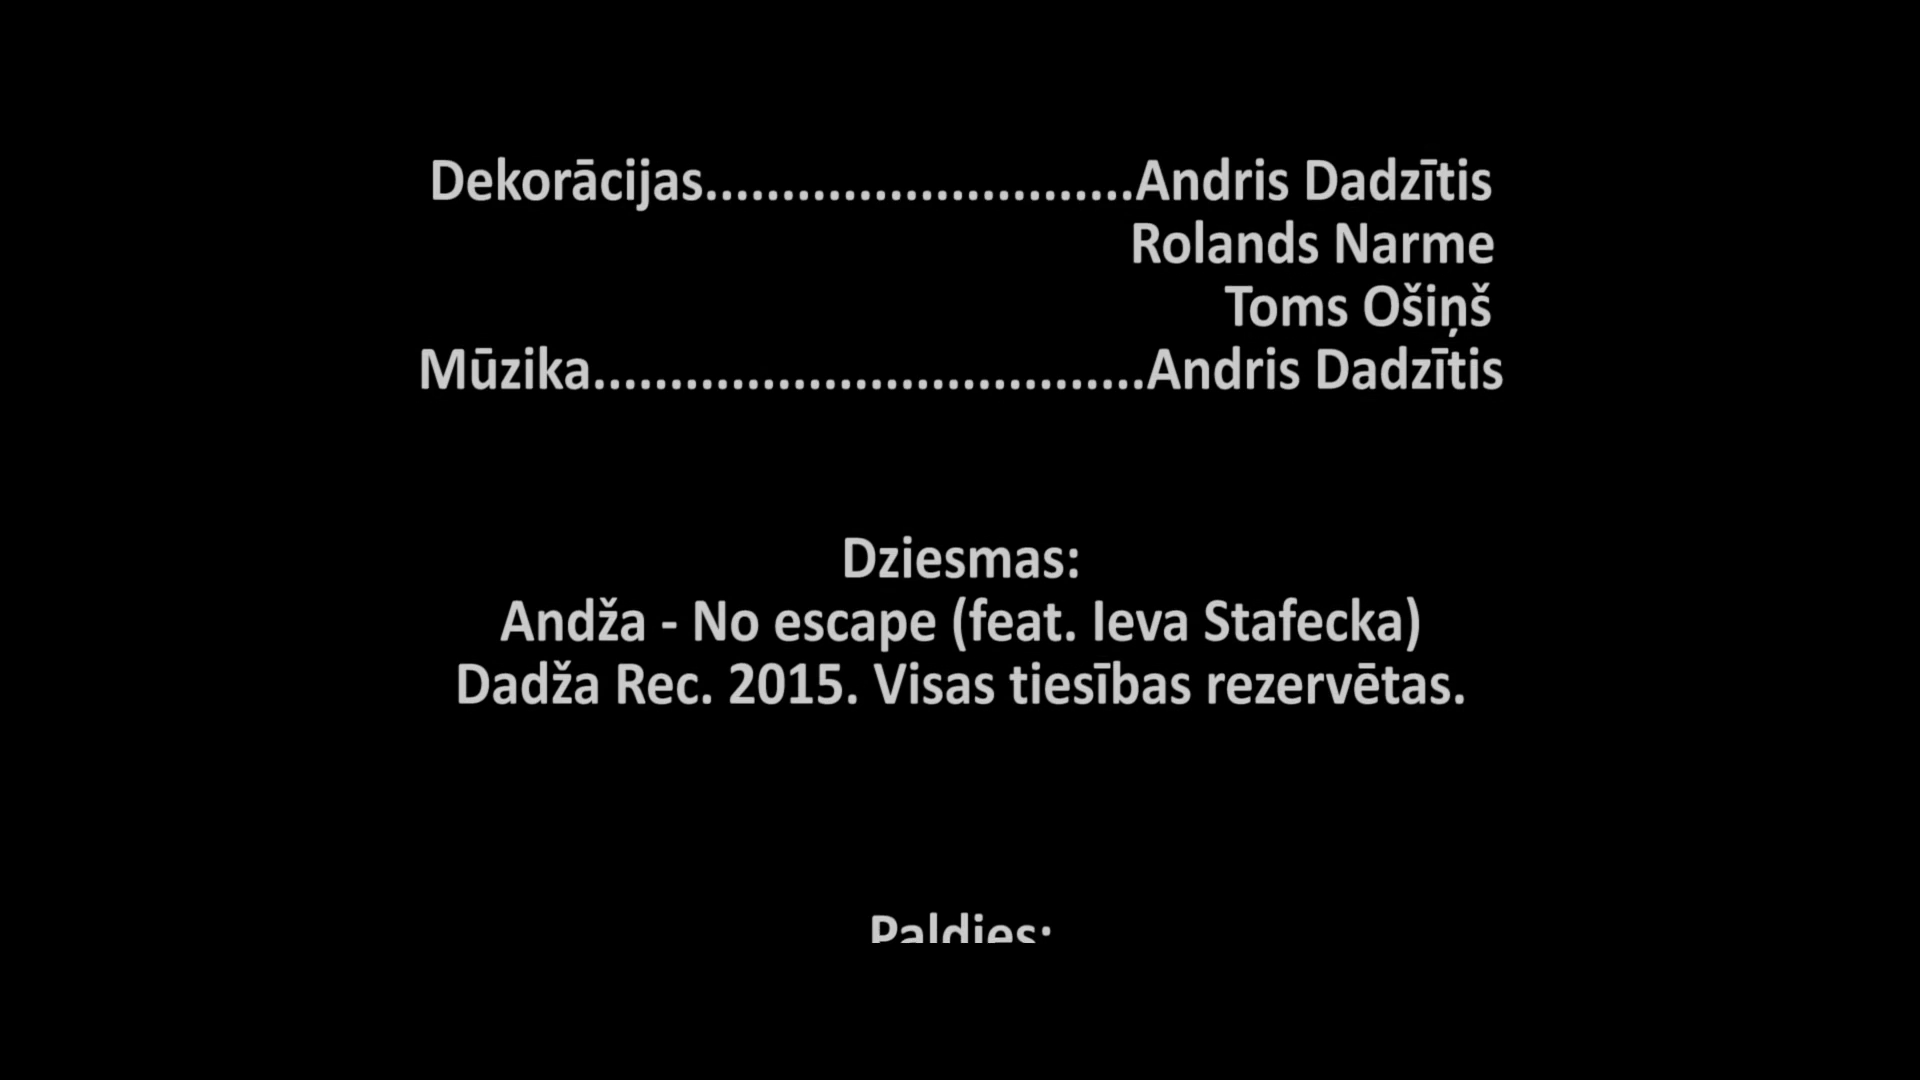 Dekorācijas............................Andris Dadzītis
Rolands Narme
Toms Ošiņš
Mūzika....................................Andris Dadzītis
Dziesmas:
Andža - No escape (feat. Ieva Stafecka)
Dadža Rec. 2015. Visas tiesības rezervētas.
Paldies: